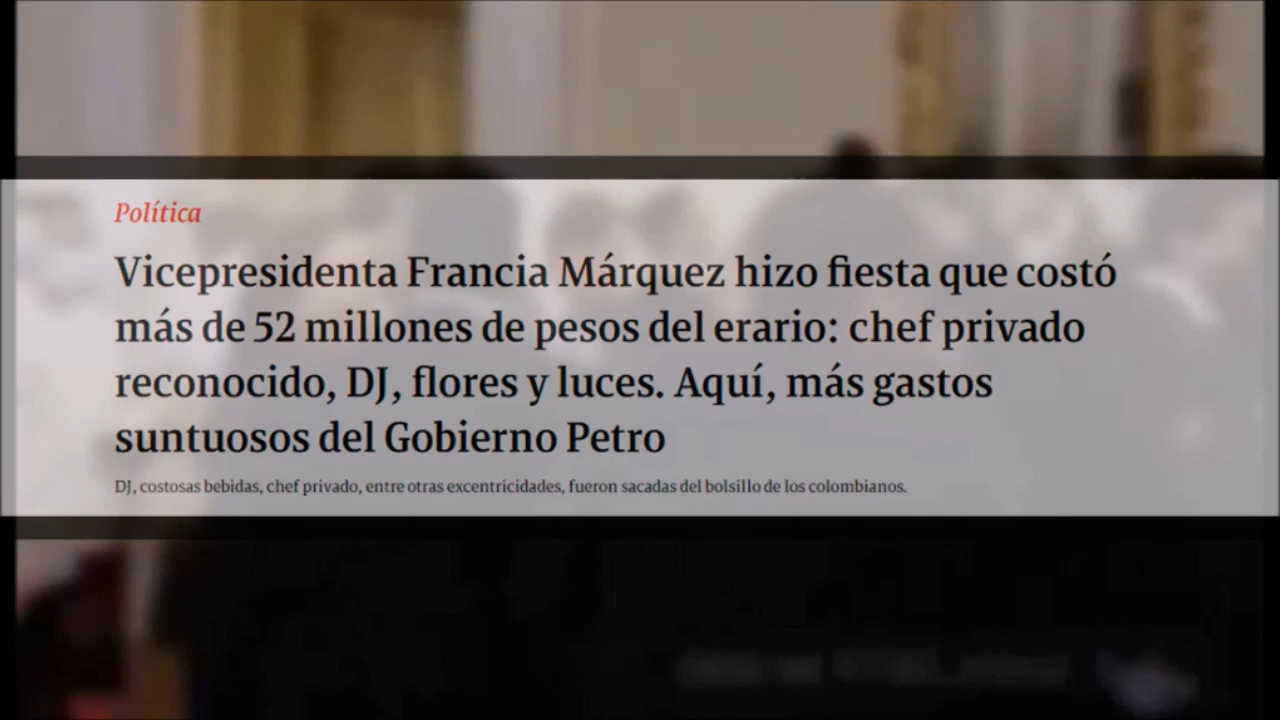 Política
Vicepresidenta Francia Márquez hizo fiesta que costó
más de 52 millones de pesos del erario: chef privado
reconocido, DJ, flores y luces. Aquí, más gastos
suntuosos del Gobierno Petro
DJ, costosas bebidas, chef privado, entre otras excentricidades, fueron sacadas del bolsillo de los colombianos.